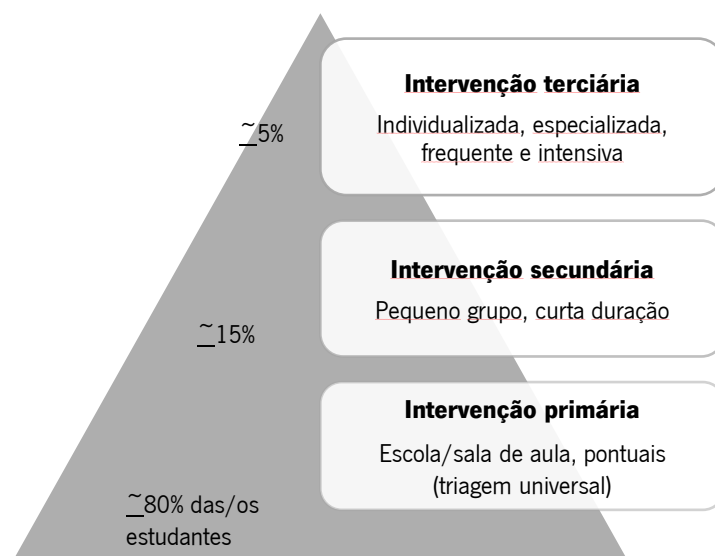 Intervenção terciária
~5%
Individualizada, especializada,
frequente e intensiva
Intervenção secundária
Pequeno grupo, curta duração
~15%
Intervenção primária
Escola/sala de aula, pontuais
(triagem universal)
~80% das/os
estudantes